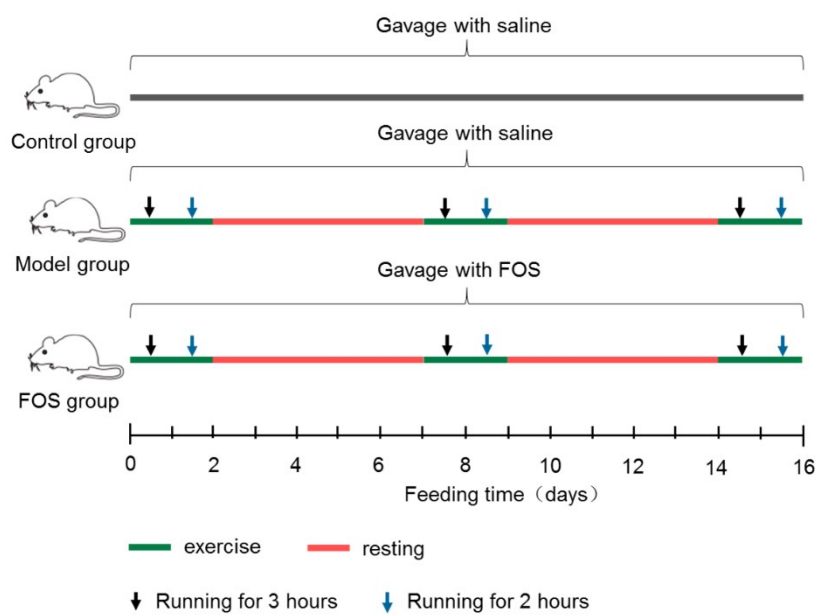 Gavage with saline
Control group
Gavage with saline
Model group
Gavage with FOS
FOS group
0 2 4 6 8 10 12 14 16
Feeding time（days）
exercise resting
Running for 3 hours Running for 2 hours